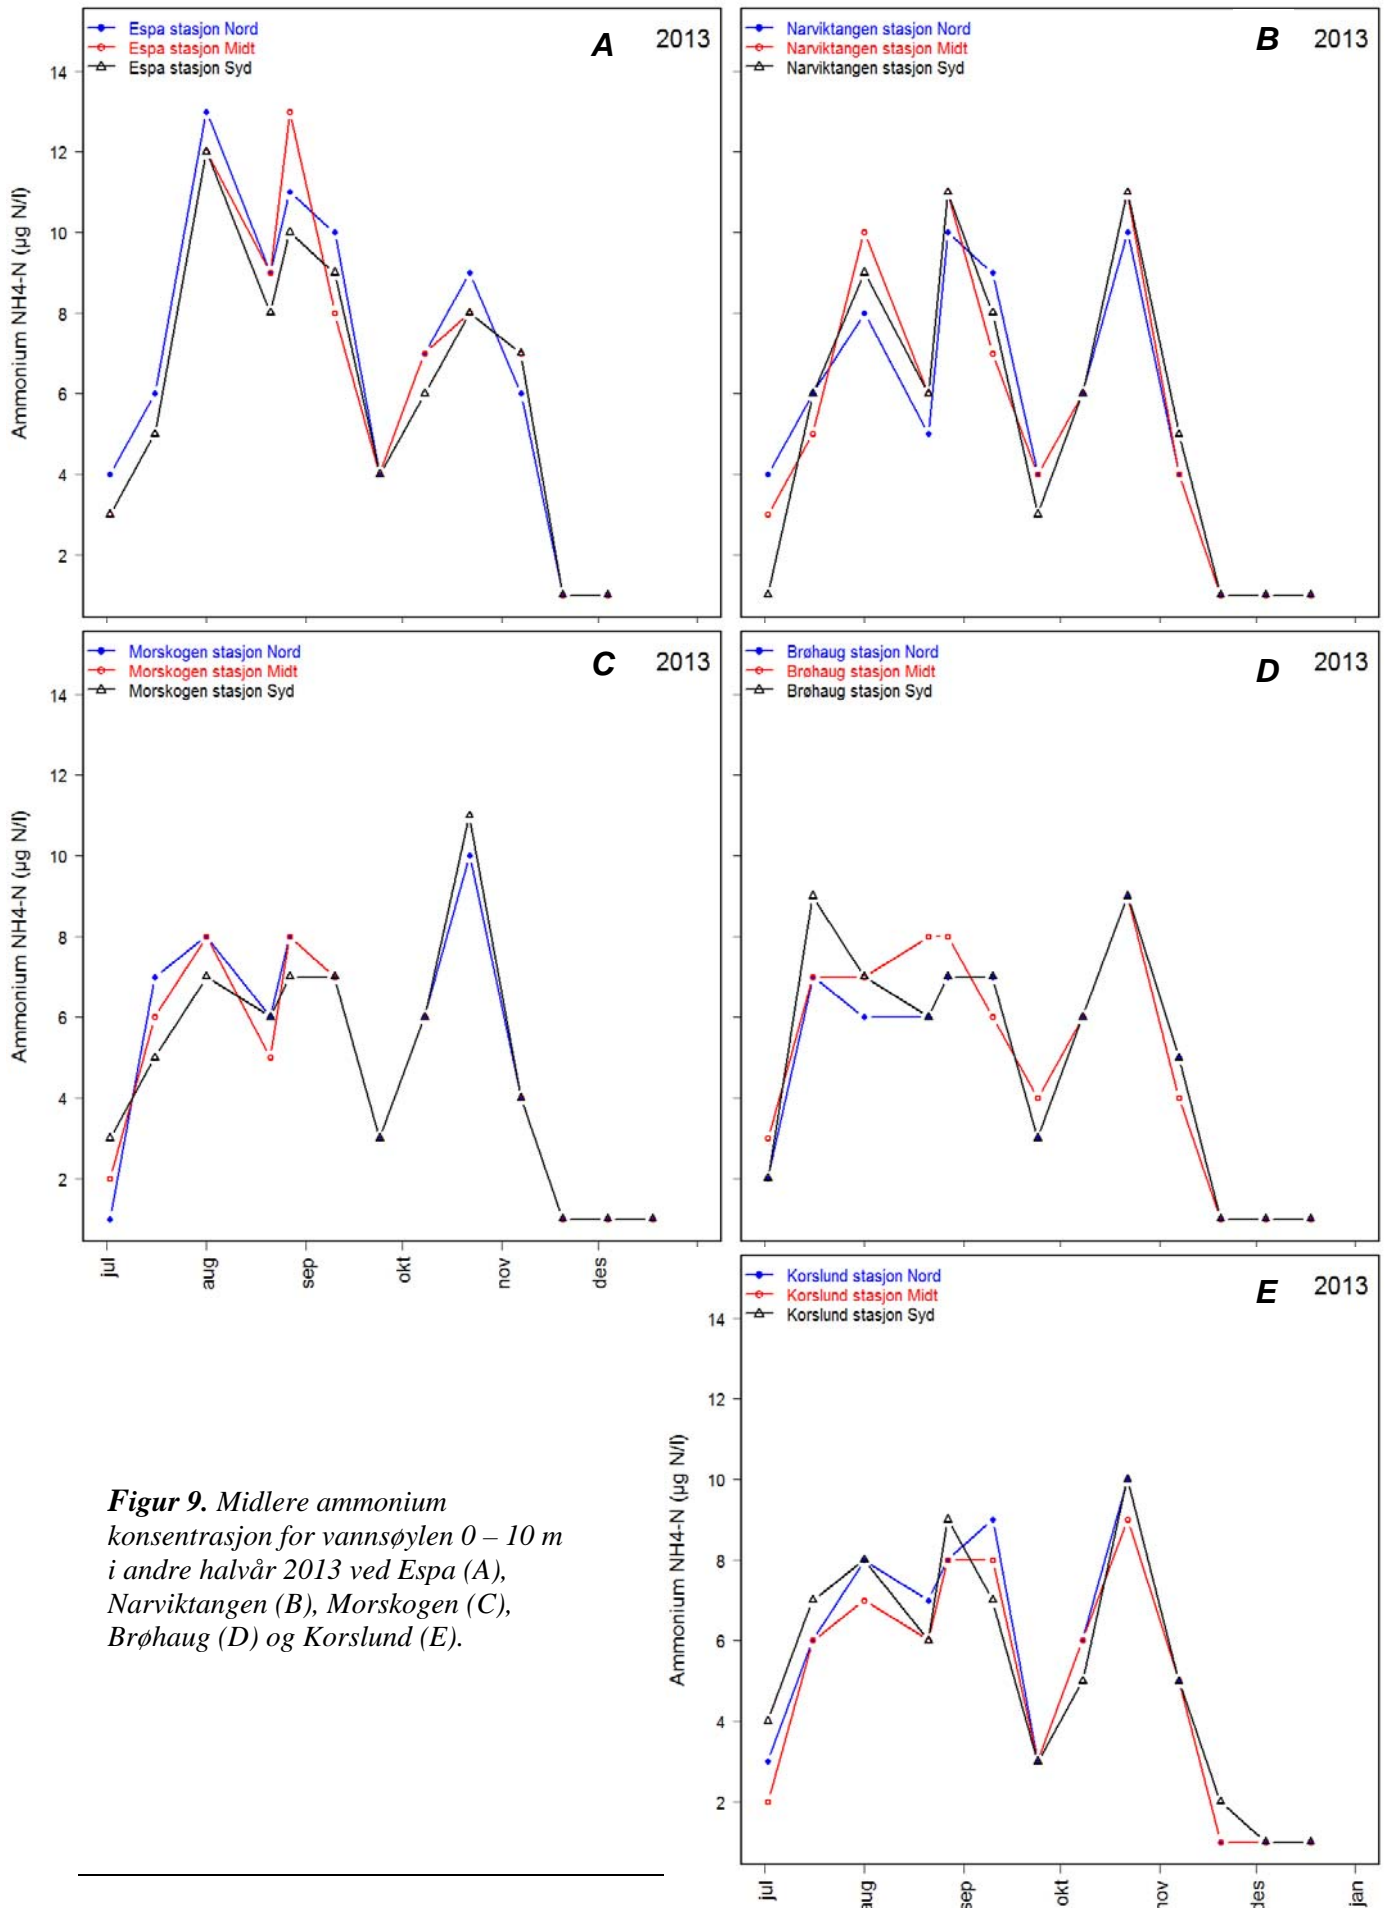 Espa stasjon Nord
Espa stasjon Midt
Espa stasjon Syd
A
2013
14
12
10
8
6
4
2
Ammonium NH4-N (µg N/l)
Narviktangen stasjon Nord
Narviktangen stasjon Midt
Narviktangen stasjon Syd
B
2013
Morskogen stasjon Nord
Morskogen stasjon Midt
Morskogen stasjon Syd
C
2013
14
12
10
8
6
4
2
Ammonium NH4-N (µg N/l)
jul
aug
sep
okt
nov
des
Brøhaug stasjon Nord
Brøhaug stasjon Midt
Brøhaug stasjon Syd
D
2013
Korslund stasjon Nord
Korslund stasjon Midt
Korslund stasjon Syd
E
2013
14
12
10
8
6
4
2
Ammonium NH4-N (µg N/l)
jul
aug
sep
okt
nov
des
jan
Figur 9. Midlere ammonium
konsentrasjon for vannsøylen 0 – 10 m
i andre halvår 2013 ved Espa (A),
Narviktangen (B), Morskogen (C),
Brøhaug (D) og Korslund (E).